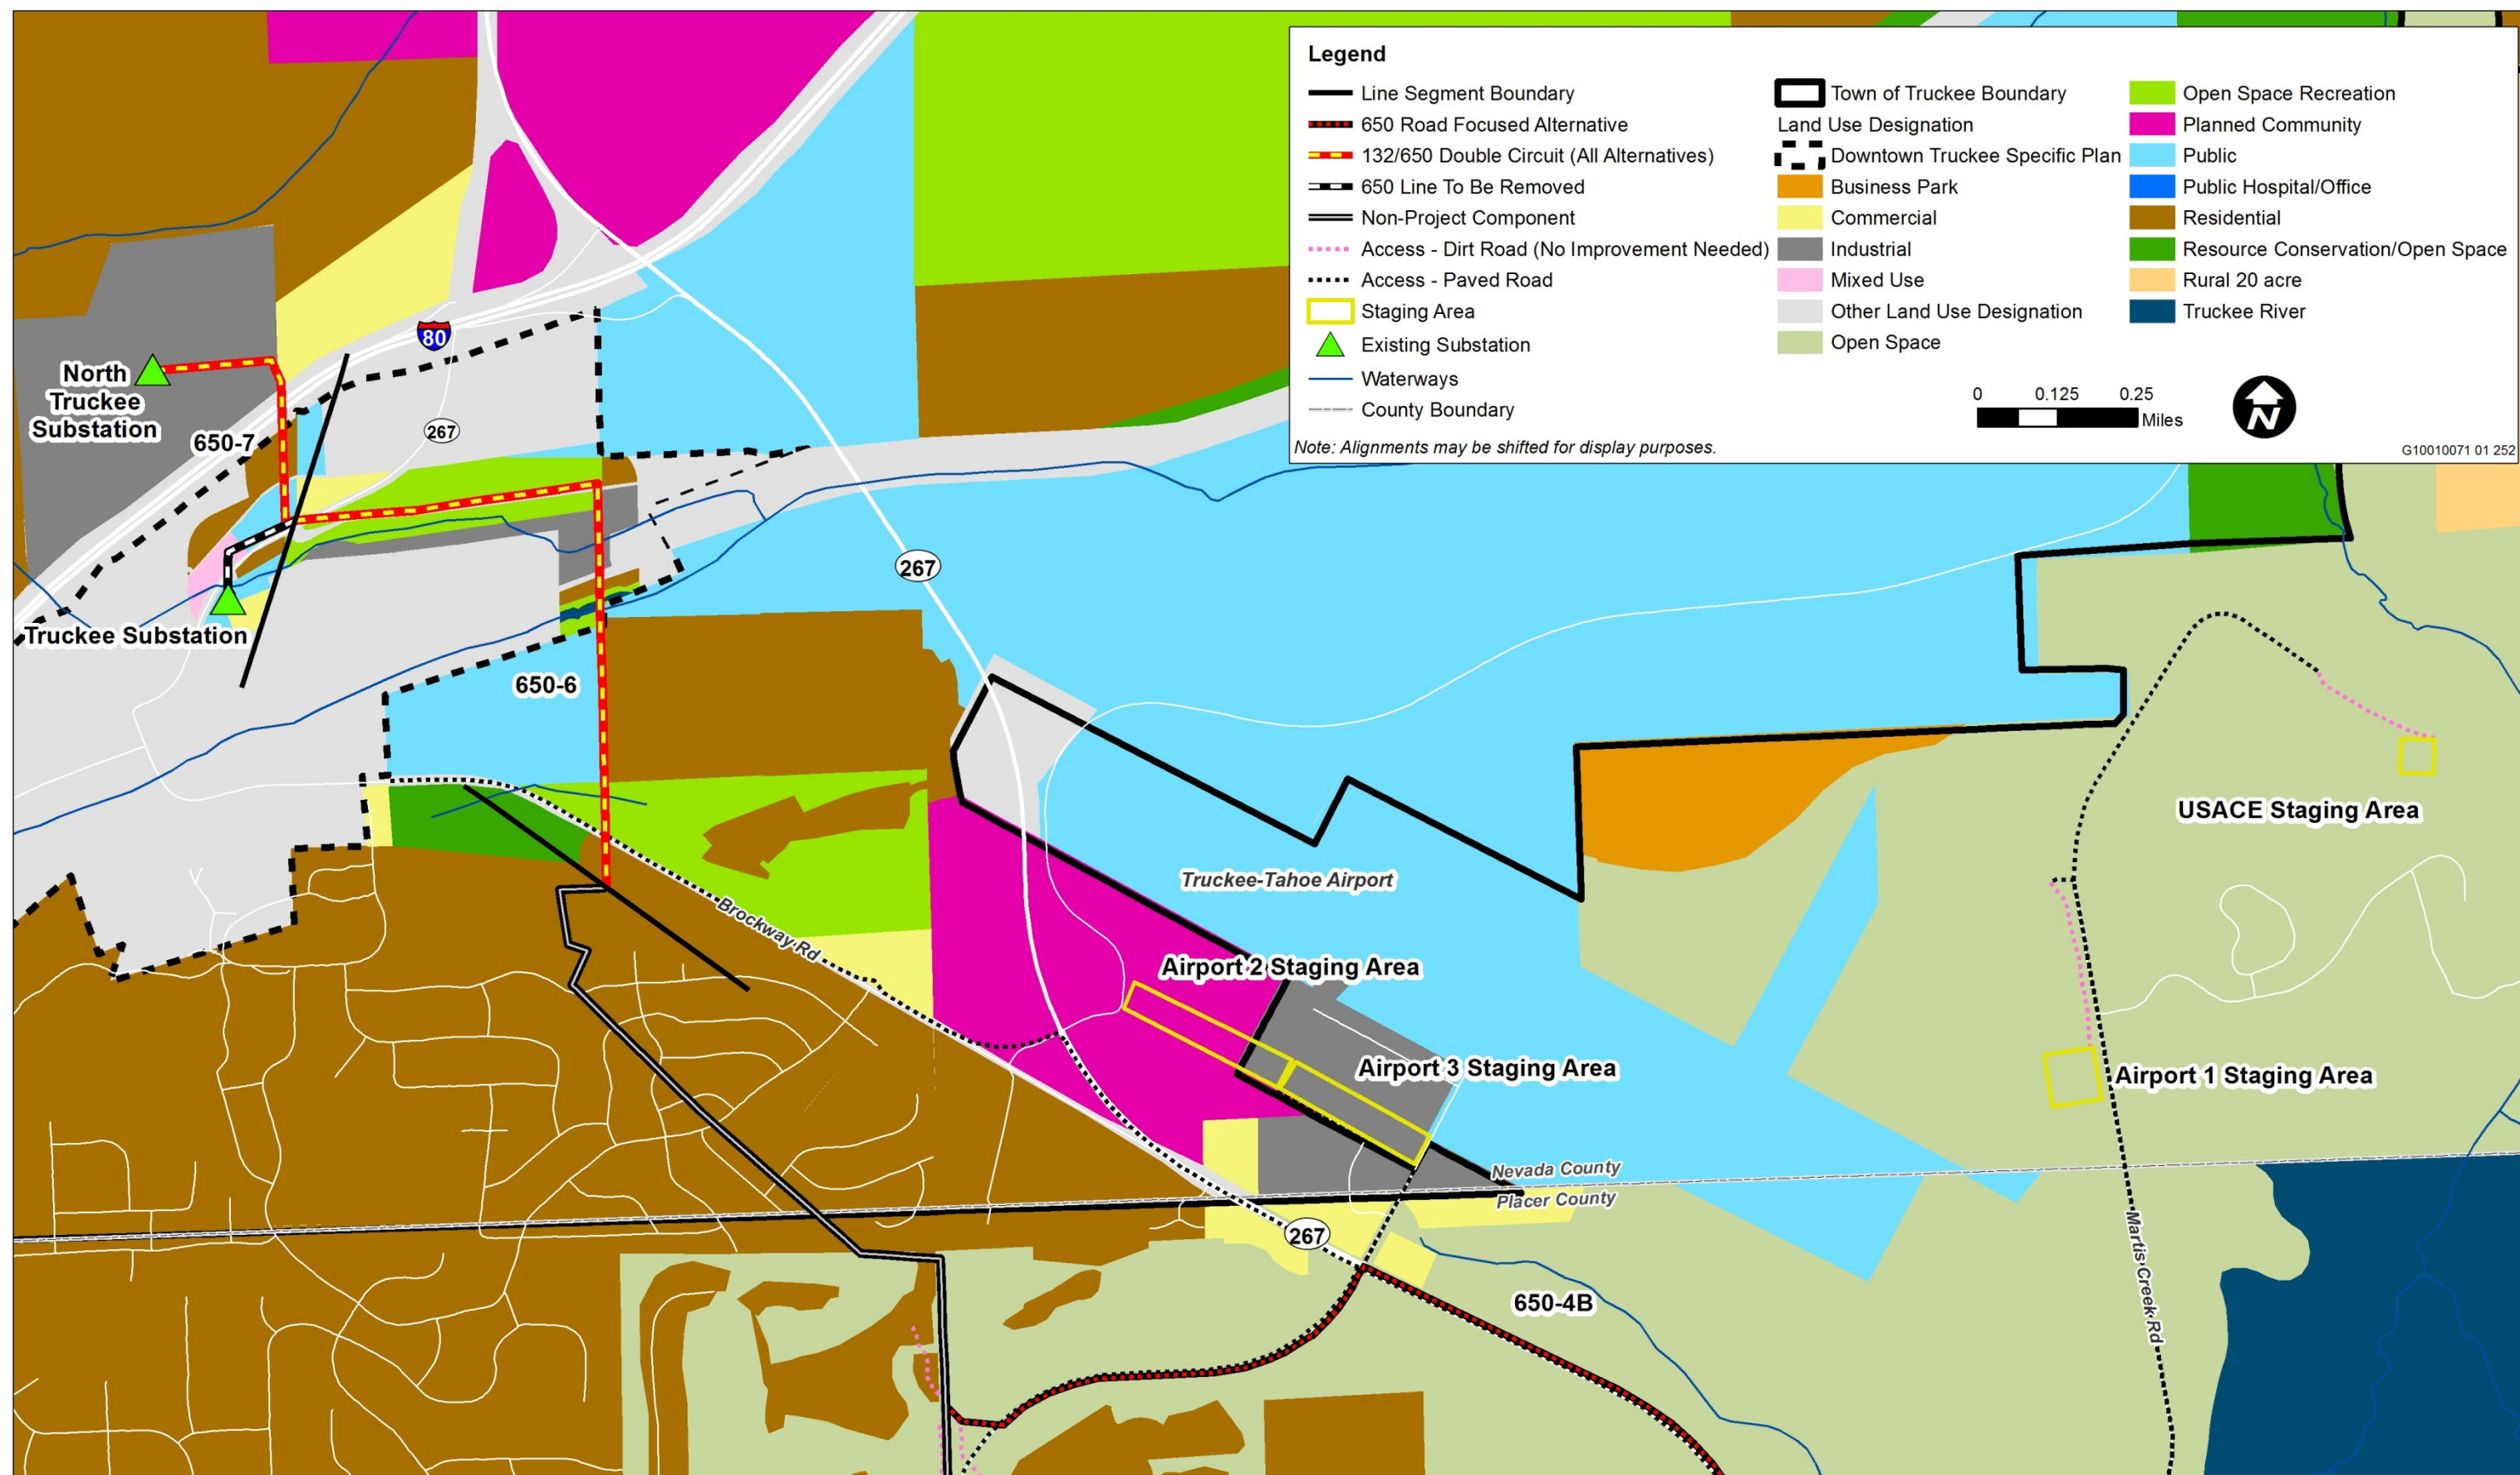 Legend
Line Segment Boundary
650 Road Focused Alternative
132/650 Double Circuit (All Alternatives)
650 Line To Be Removed
Non-Project Component
Access - Dirt Road (No Improvement Needed)
Access - Paved Road
Staging Area
Existing Substation
Waterways
County Boundary
Town of Truckee Boundary
Land Use Designation
Downtown Truckee Specific Plan
Business Park
Commercial
Industrial
Mixed Use
Other Land Use Designation
Open Space
Open Space Recreation
Planned Community
Public
Public Hospital/Office
Residential
Resource Conservation/Open Space
Rural 20 acre
Truckee River
0 0.125 0.25
Miles
N
Note: Alignments may be shifted for display purposes.
G10010071 01 252
80
North
Truckee
Substation
650-7
267
267
Truckee Substation
650-6
USACE Staging Area
Truckee-Tahoe Airport
Brockway Rd
Airport 2 Staging Area
Airport 3 Staging Area
Airport 1 Staging Area
Nevada County
Placer County
267
650-4B
Martis Creek Rd